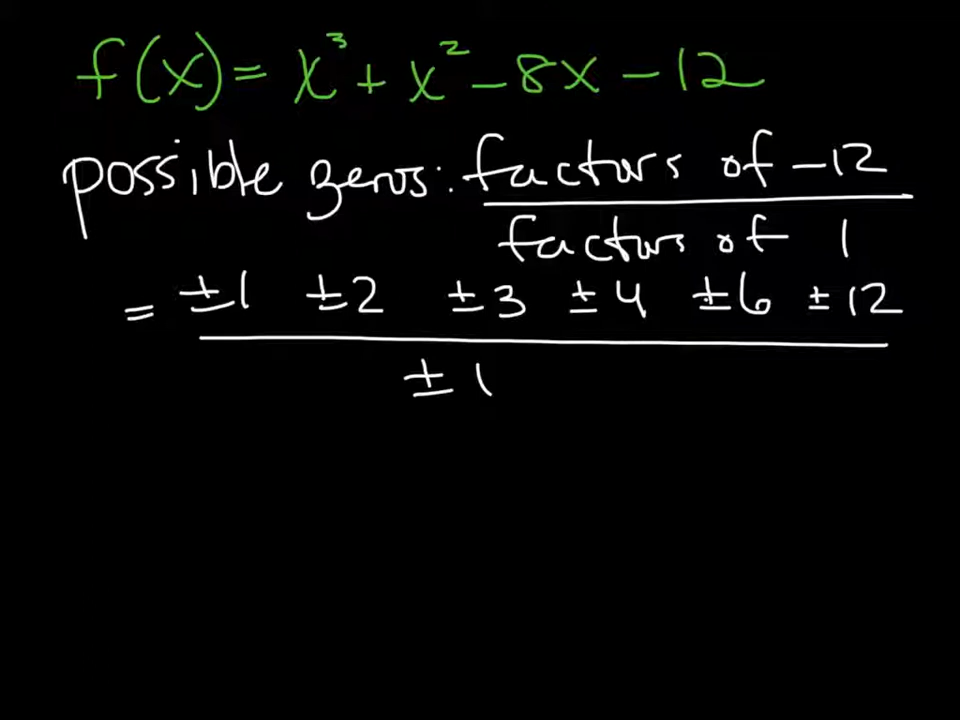 f(x) = x³ + x² - 8x - 12
possible zeros: factors of -12
factors of 1
= ±1 ±2 ±3 ±4 ±6 ±12
±1